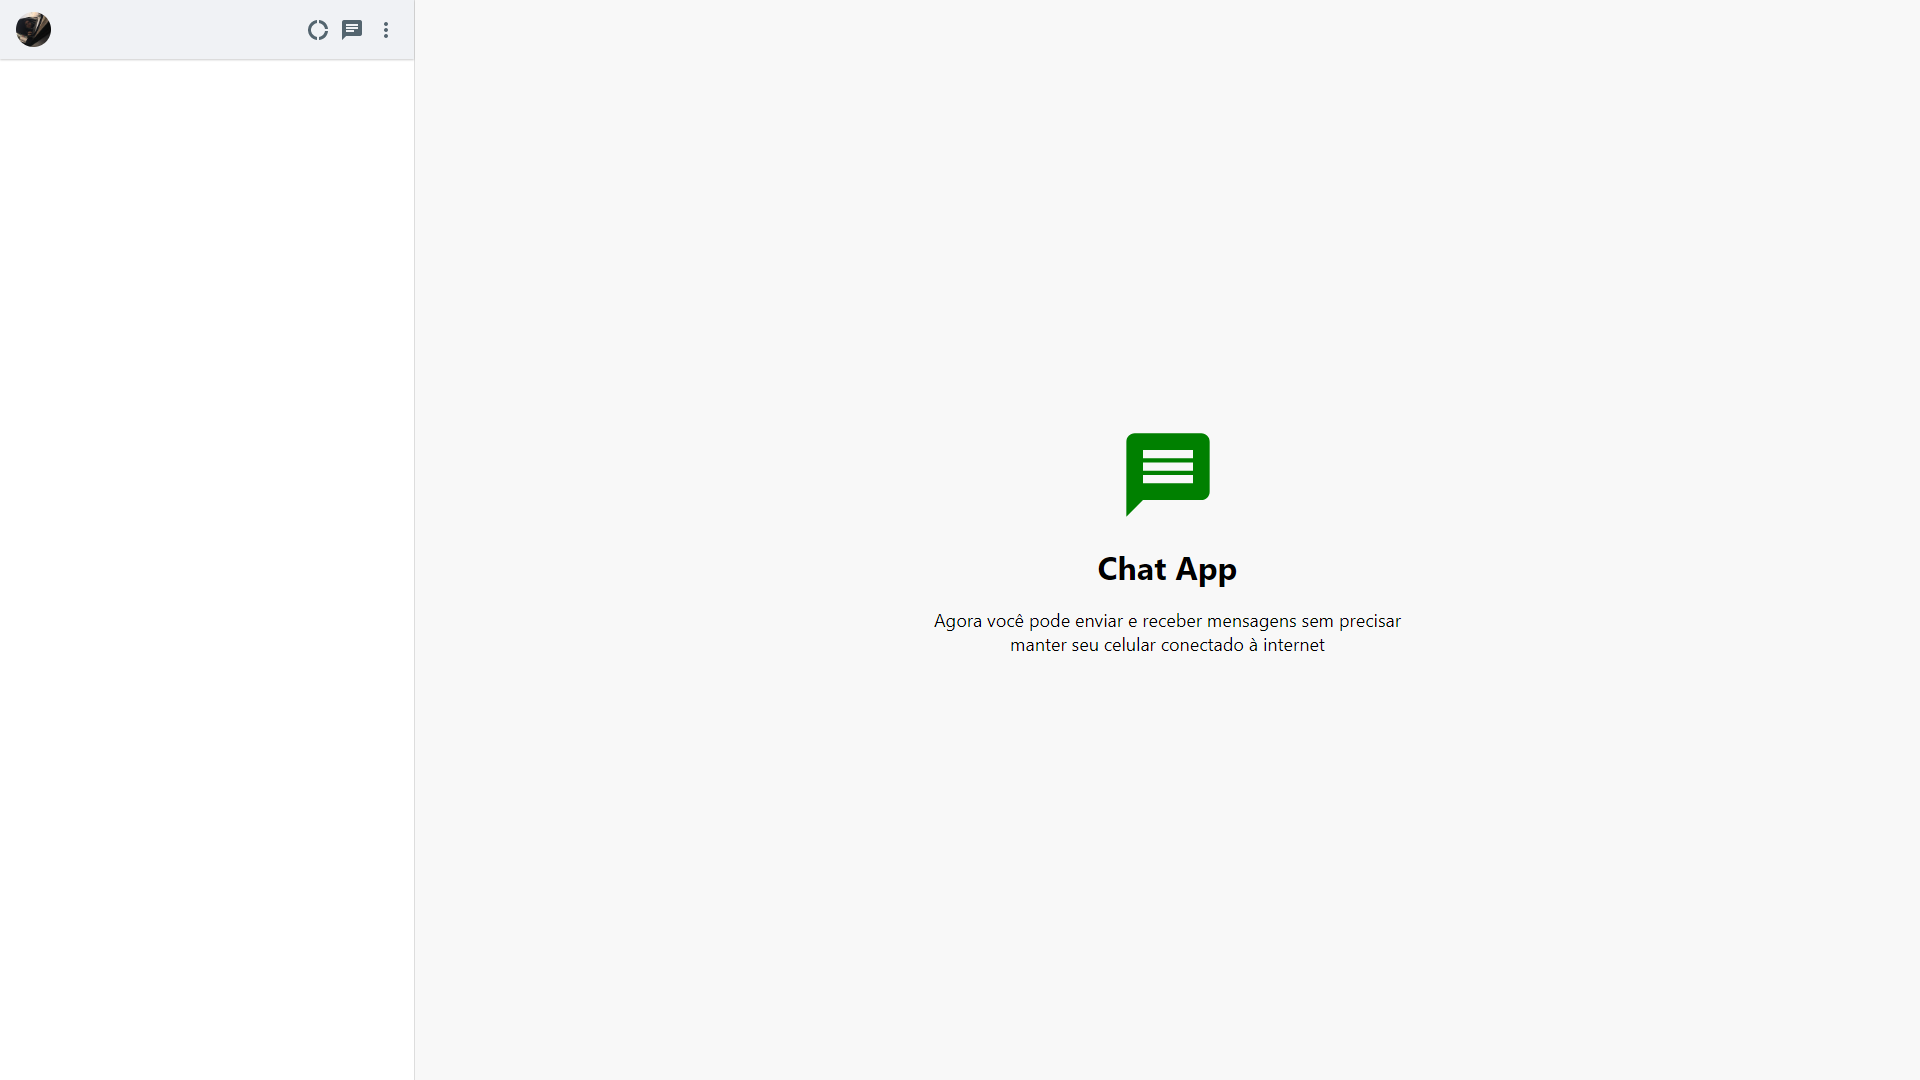 Chat App
Agora você pode enviar e receber mensagens sem precisar
manter seu celular conectado à internet